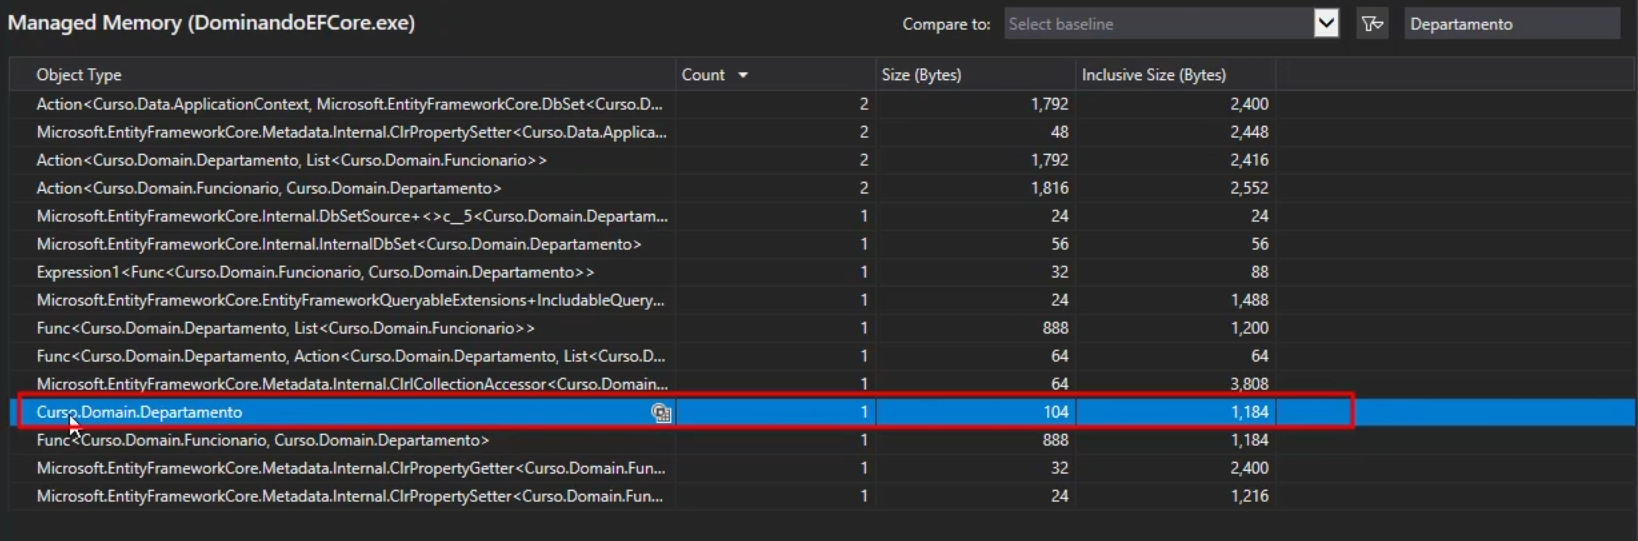 Managed Memory (DominandoEFCore.exe) Compare to: Select baseline Departamento
Object Type Count Size (Bytes) Inclusive Size (Bytes)
Action<Curso.Data.ApplicationContext, Microsoft.EntityFrameworkCore.DbSet<Curso.D... 2 1,792 2,400
Microsoft.EntityFrameworkCore.Metadata.Internal.ClrPropertySetter<Curso.Data.Applica... 2 48 2,448
Action<Curso.Domain.Departamento, List<Curso.Domain.Funcionario>> 2 1,792 2,416
Action<Curso.Domain.Funcionario, Curso.Domain.Departamento> 2 1,816 2,552
Microsoft.EntityFrameworkCore.Internal.DbSetSource+<>c__5<Curso.Domain.Departam... 1 24 24
Microsoft.EntityFrameworkCore.Internal.InternalDbSet<Curso.Domain.Departamento> 1 56 56
Expression1<Func<Curso.Domain.Funcionario, Curso.Domain.Departamento>> 1 32 88
Microsoft.EntityFrameworkCore.EntityFrameworkQueryableExtensions+IncludableQuery... 1 24 1,488
Func<Curso.Domain.Departamento, List<Curso.Domain.Funcionario>> 1 888 1,200
Func<Curso.Domain.Departamento, Action<Curso.Domain.Departamento, List<Curso.D... 1 64 64
Microsoft.EntityFrameworkCore.Metadata.Internal.ClrICollectionAccessor<Curso.Domain... 1 64 3,808
Curso.Domain.Departamento 1 104 1,184
Func<Curso.Domain.Funcionario, Curso.Domain.Departamento> 1 888 1,184
Microsoft.EntityFrameworkCore.Metadata.Internal.ClrPropertyGetter<Curso.Domain.Fun... 1 32 2,400
Microsoft.EntityFrameworkCore.Metadata.Internal.ClrPropertySetter<Curso.Domain.Fun... 1 24 1,216